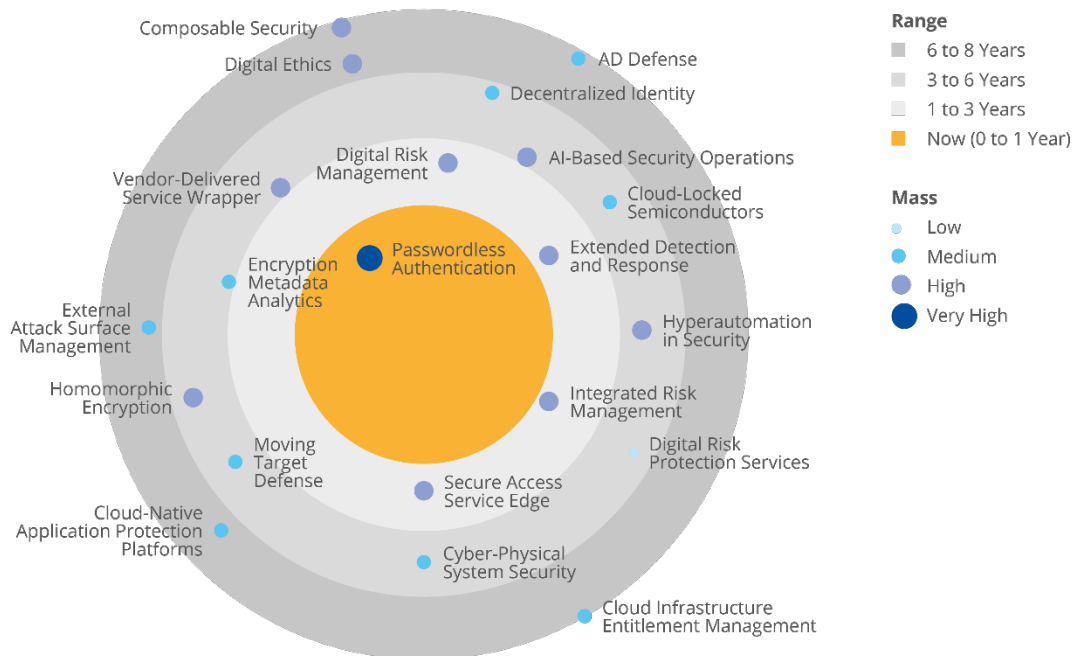 Composable Security
Digital Ethics
AD Defense
Decentralized Identity
Digital Risk
Management
AI-Based Security Operations
Vendor-Delivered
Service Wrapper
Cloud-Locked
Semiconductors
Passwordless
Authentication
Extended Detection
and Response
Encryption
Metadata
Analytics
External
Attack Surface
Management
Hyperautomation
in Security
Homomorphic
Encryption
Integrated Risk
Management
Moving
Target
Defense
Digital Risk
Protection Services
Secure Access
Service Edge
Cloud-Native
Application Protection
Platforms
Cyber-Physical
System Security
Cloud Infrastructure
Entitlement Management
Range
6 to 8 Years
3 to 6 Years
1 to 3 Years
Now (0 to 1 Year)
Mass
Low
Medium
High
Very High